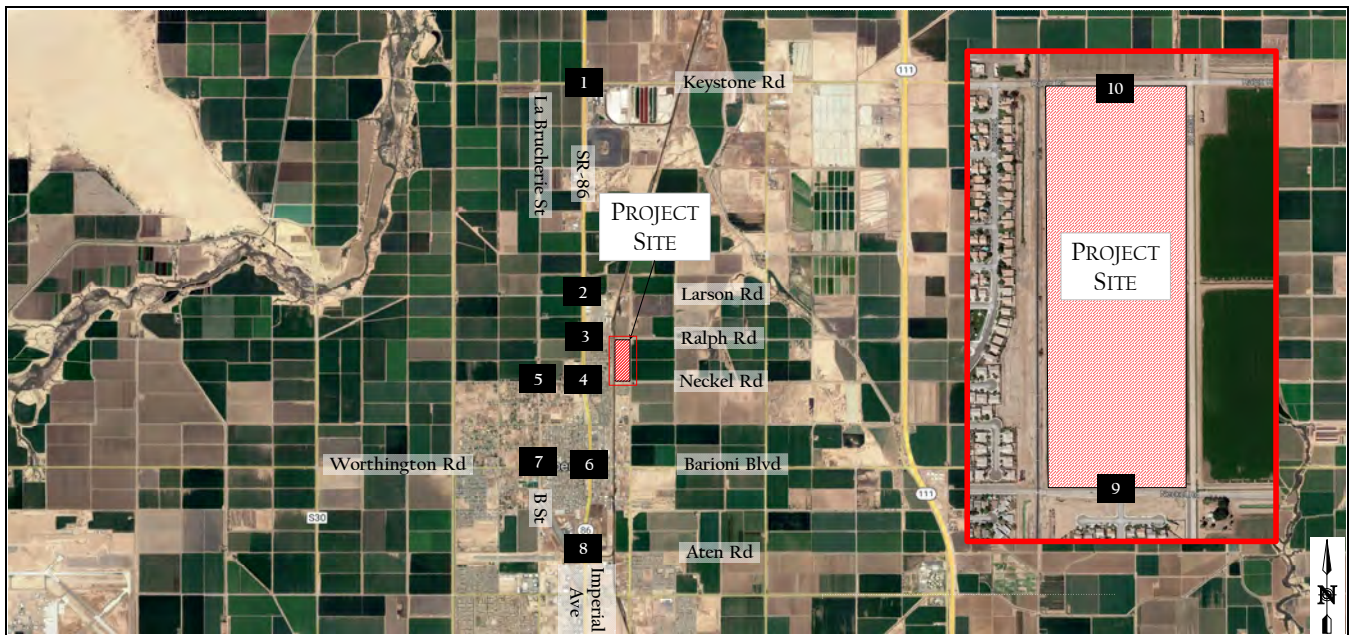 1
Keystone Rd
111
10
La Brucherie St
SR-86
PROJECT
SITE
PROJECT
SITE
2
Larson Rd
3
Ralph Rd
5
4
Neckel Rd
Worthington Rd
7
6
Barioni Blvd
9
B St
111
S30
86
8
Aten Rd
Imperial
Ave
N